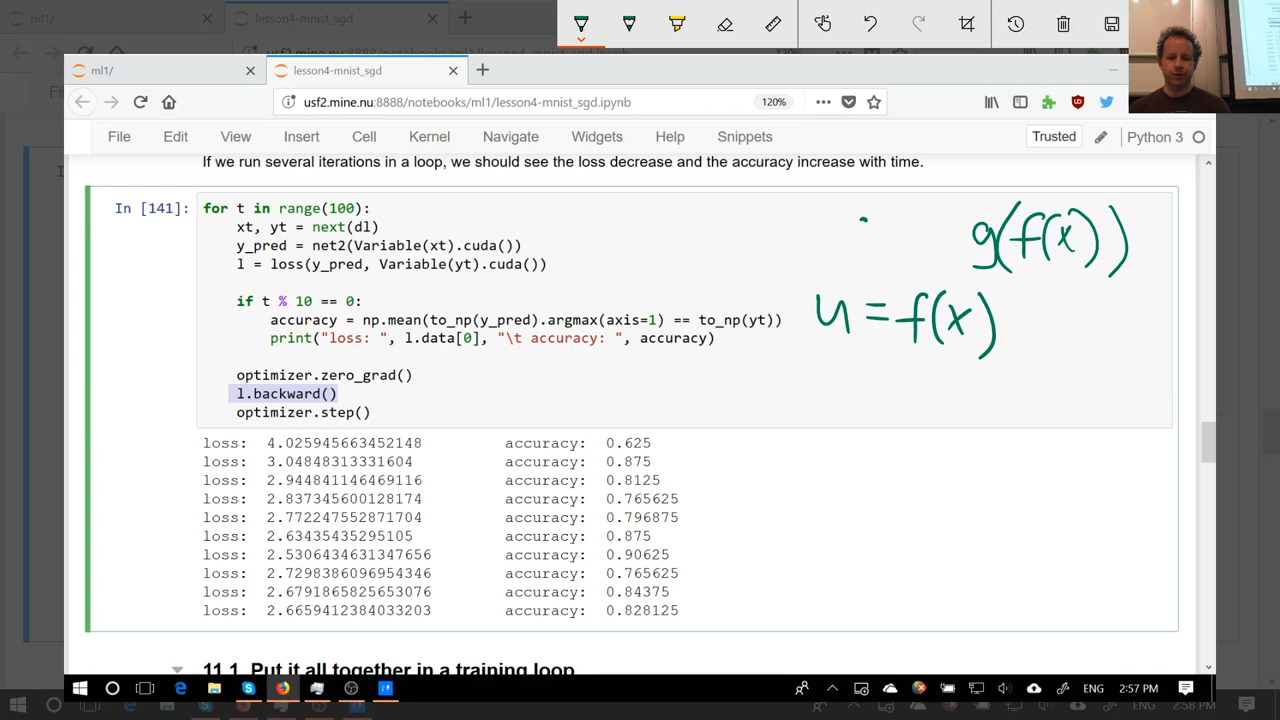 ml1/
lesson4-mnist_sgd
ml1/
lesson4-mnist_sgd
usf2.mine.nu:8888/notebooks/ml1/lesson4-mnist_sgd.ipynb
120%
File Edit View Insert Cell Kernel Navigate Widgets Help Snippets
Trusted
Python 3
If we run several iterations in a loop, we should see the loss decrease and the accuracy increase with time.
In [141]:
for t in range(100):
xt, yt = next(dl)
y_pred = net2(Variable(xt).cuda())
l = loss(y_pred, Variable(yt).cuda())
if t % 10 == 0:
accuracy = np.mean(to_np(y_pred).argmax(axis=1) == to_np(yt))
print("loss: ", l.data[0], "\t accuracy: ", accuracy)
optimizer.zero_grad()
l.backward()
optimizer.step()
g(f(x))
u = f(x)
loss: 4.025945663452148 accuracy: 0.625
loss: 3.04848313331604 accuracy: 0.875
loss: 2.944841146469116 accuracy: 0.8125
loss: 2.837345600128174 accuracy: 0.765625
loss: 2.772247552871704 accuracy: 0.796875
loss: 2.63435435295105 accuracy: 0.875
loss: 2.5306434631347656 accuracy: 0.90625
loss: 2.7298386096954346 accuracy: 0.765625
loss: 2.6791865825653076 accuracy: 0.84375
loss: 2.6659412384033203 accuracy: 0.828125
11.1 Put it all together in a training loop
ENG 2:57 PM
ENG 2:58 PM